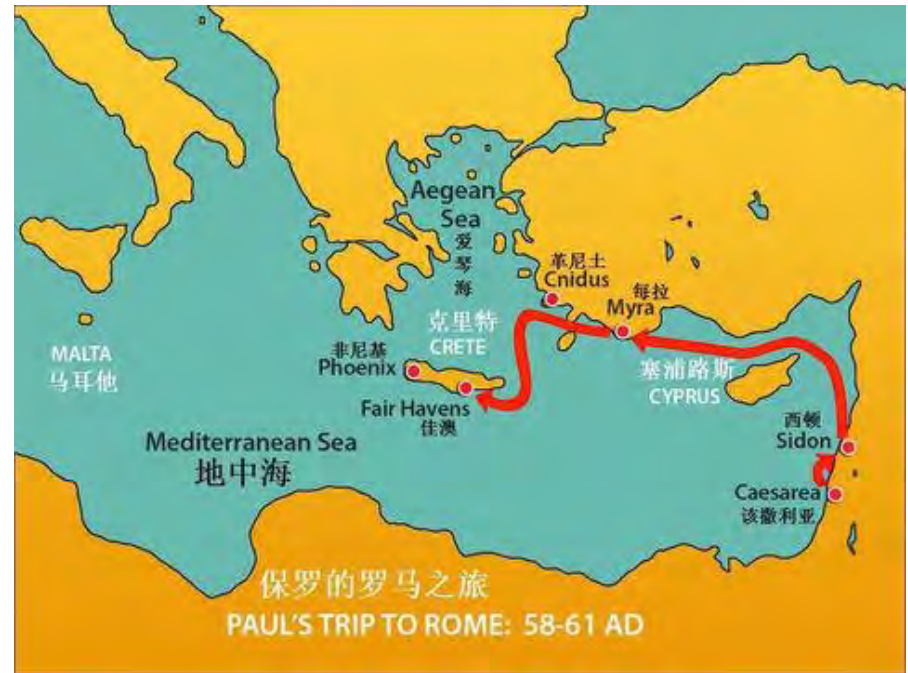 Aegean
Sea
爱
琴
海
革尼土
Cnidus
每拉
Myra
克里特
CRETE
非尼基
Phoenix
MALTA
马耳他
塞浦路斯
CYPRUS
Fair Havens
佳澳
西顿
Sidon
Mediterranean Sea
地中海
Caesarea
该撒利亚
保罗的罗马之旅
PAUL'S TRIP TO ROME: 58-61 AD